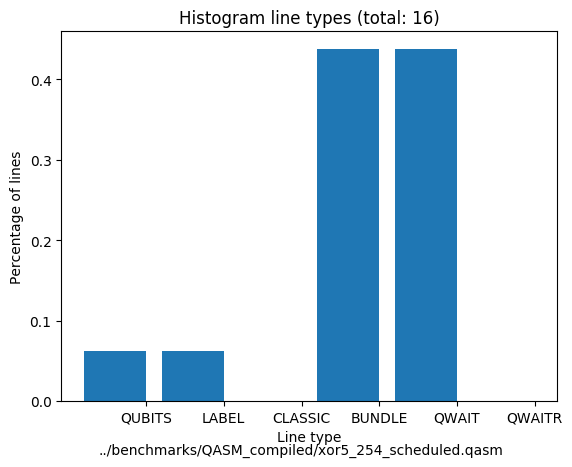 Histogram line types (total: 16)
Percentage of lines
0.4
0.3
0.2
0.1
0.0
QUBITS LABEL CLASSIC BUNDLE QWAIT QWAITR
Line type
../benchmarks/QASM_compiled/xor5_254_scheduled.qasm